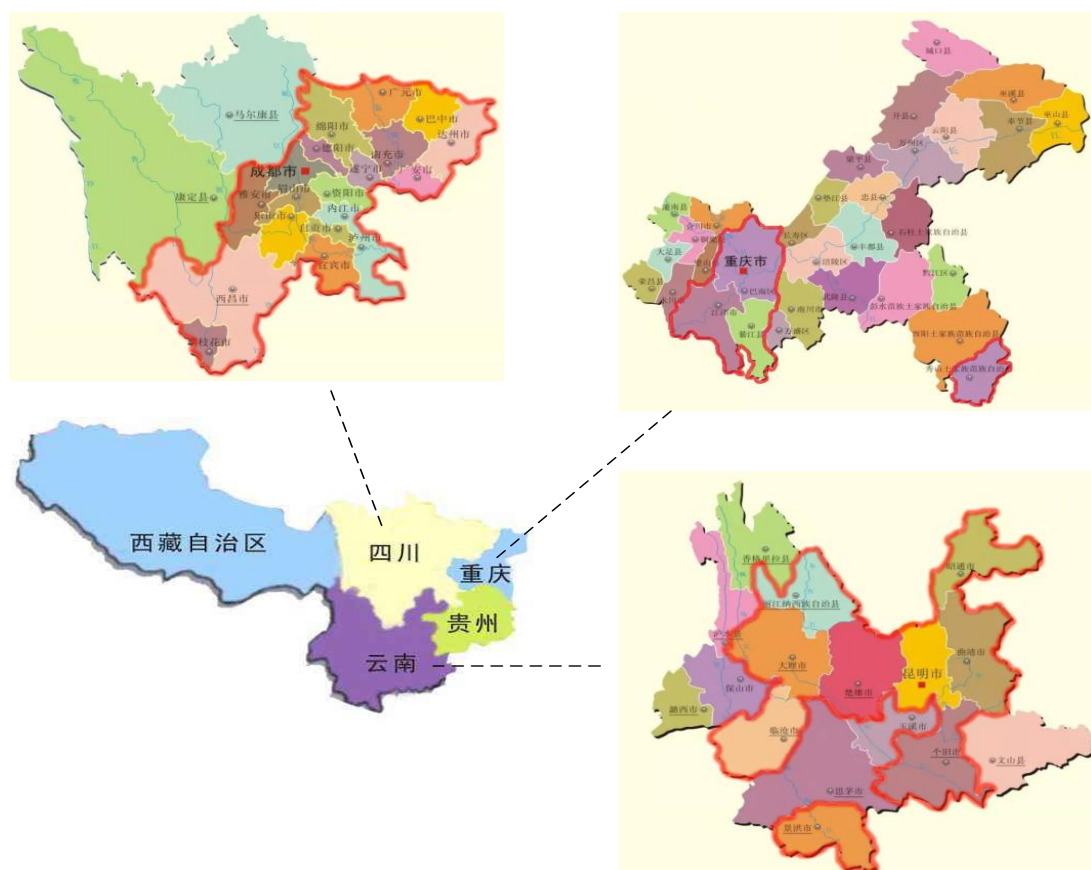 广元市
马尔康县
巴中市
绵阳市
达州市
德阳市
南充市
成都市
遂宁市
广安市
康定县
雅安市
眉山市
资阳市
内江市
乐山市
自贡市
泸州市
宜宾市
西昌市
攀枝花市
城口县
巫溪县
开县
巫山县
奉节县
云阳县
万州区
梁平县
垫江县
忠县
潼南县
合川市
石柱土家族自治县
铜梁县
长寿区
丰都县
大足县
重庆市
涪陵区
黔江区
璧山县
荣昌县
巴南区
武隆县
永川市
彭水苗族土家族自治县
江津市
南川市
綦江县
万盛区
酉阳土家族苗族自治县
秀山土家族苗族自治
西藏自治区
四川
重庆
贵州
云南
香格里拉县
昭通市
丽江纳西族自治县
泸水县
大理市
昆明市
曲靖市
保山市
楚雄市
潞西市
临沧市
玉溪市
个旧市
文山县
思茅市
景洪市